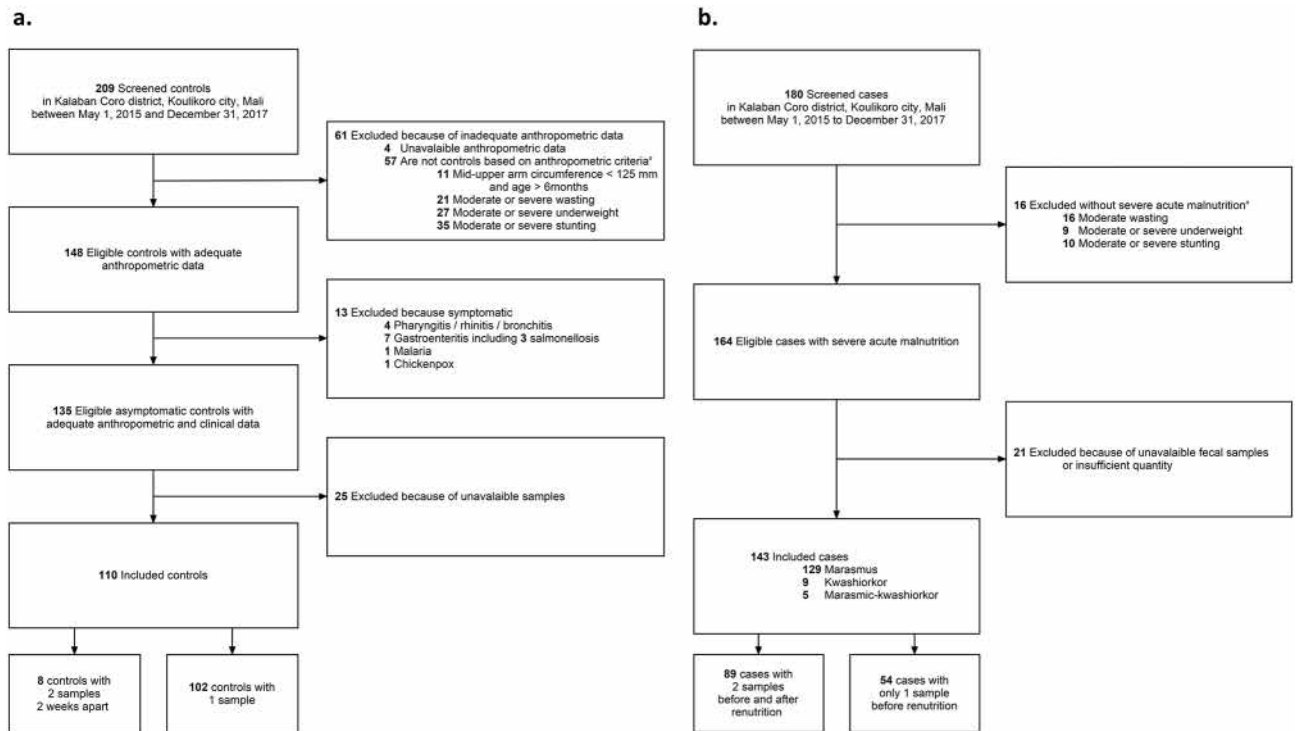 a.
209 Screened controls
in Kalaban Coro district, Koulikoro city, Mali
between May 1, 2015 and December 31, 2017
61 Excluded because of inadequate anthropometric data
4 Unavalaible anthropometric data
57 Are not controls based on anthropometric criteria*
11 Mid-upper arm circumference < 125 mm
and age > 6months
21 Moderate or severe wasting
27 Moderate or severe underweight
35 Moderate or severe stunting
148 Eligible controls with adequate
anthropometric data
13 Excluded because symptomatic
4 Pharyngitis / rhinitis / bronchitis
7 Gastroenteritis including 3 salmonellosis
1 Malaria
1 Chickenpox
135 Eligible asymptomatic controls with
adequate anthropometric and clinical data
25 Excluded because of unavalaible samples
110 Included controls
8 controls with
2 samples
2 weeks apart
102 controls with
1 sample
b.
180 Screened cases
in Kalaban Coro district, Koulikoro city, Mali
between May 1, 2015 to December 31, 2017
16 Excluded without severe acute malnutrition*
16 Moderate wasting
9 Moderate or severe underweight
10 Moderate or severe stunting
164 Eligible cases with severe acute malnutrition
21 Excluded because of unavalaible fecal samples
or insufficient quantity
143 Included cases
129 Marasmus
9 Kwashiorkor
5 Marasmic-kwashiorkor
89 cases with
2 samples
before and after
renutrition
54 cases with
only 1 sample
before renutrition